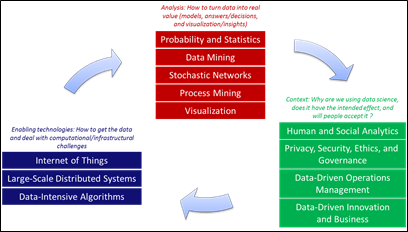 Analysis: How to turn data into real
value (models, answers/decisions,
and visualization/insights)
Probability and Statistics
Data Mining
Stochastic Networks
Process Mining
Visualization
Context: Why are we using data science,
does it have the intended effect, and
will people accept it ?
Human and Social Analytics
Privacy, Security, Ethics, and
Governance
Data-Driven Operations
Management
Data-Driven Innovation
and Business
Enabling technologies: How to get the data
and deal with computational/infrastructural
challenges
Internet of Things
Large-Scale Distributed Systems
Data-Intensive Algorithms